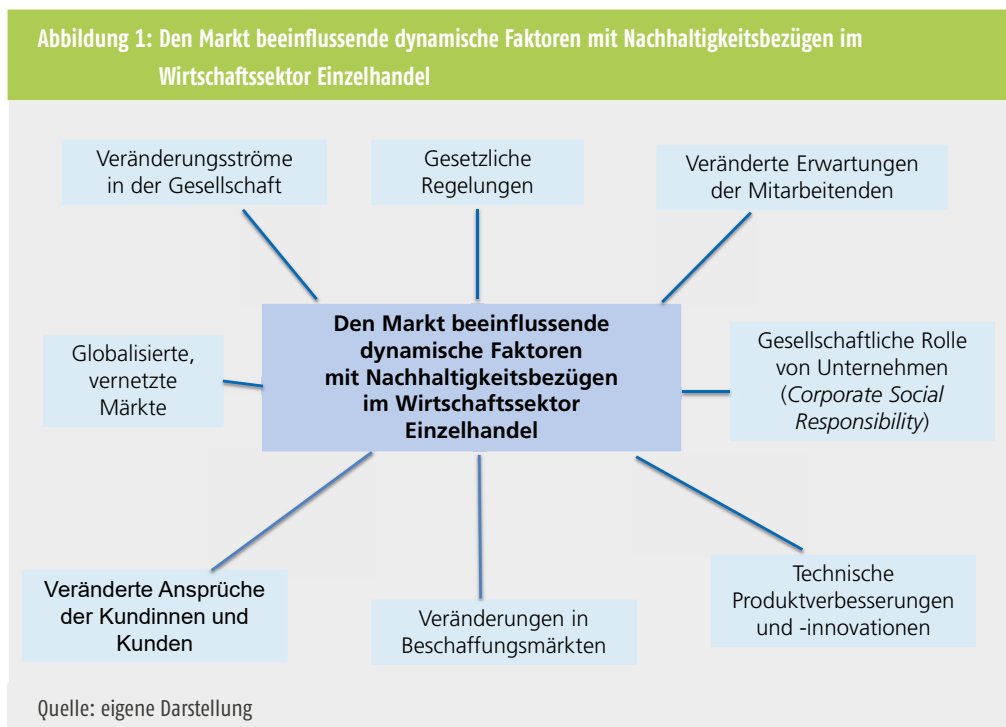 Abbildung 1: Den Markt beeinflussende dynamische Faktoren mit Nachhaltigkeitsbezügen im
Wirtschaftssektor Einzelhandel
Veränderungsströme
in der Gesellschaft
Gesetzliche
Regelungen
Veränderte Erwartungen
der Mitarbeitenden
Globalisierte,
vernetzte
Märkte
Den Markt beeinflussende
dynamische Faktoren
mit Nachhaltigkeitsbezügen
im Wirtschaftssektor
Einzelhandel
Gesellschaftliche Rolle
von Unternehmen
(Corporate Social
Responsibility)
Veränderte Ansprüche
der Kundinnen und
Kunden
Veränderungen in
Beschaffungsmärkten
Technische
Produktverbesserungen
und -innovationen
Quelle: eigene Darstellung